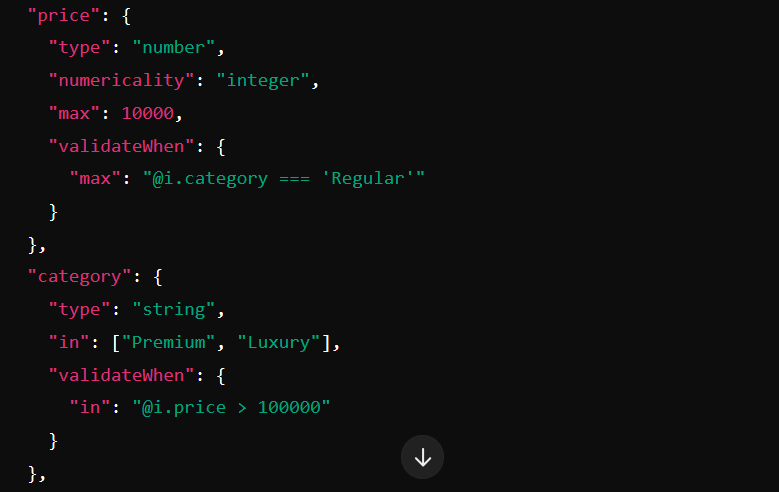 "price": {
"type": "number",
"numericality": "integer",
"max": 10000,
"validateWhen": {
"max": "@i.category === 'Regular'"
}
},
"category": {
"type": "string",
"in": ["Premium", "Luxury"],
"validateWhen": {
"in": "@i.price > 100000"
}
},